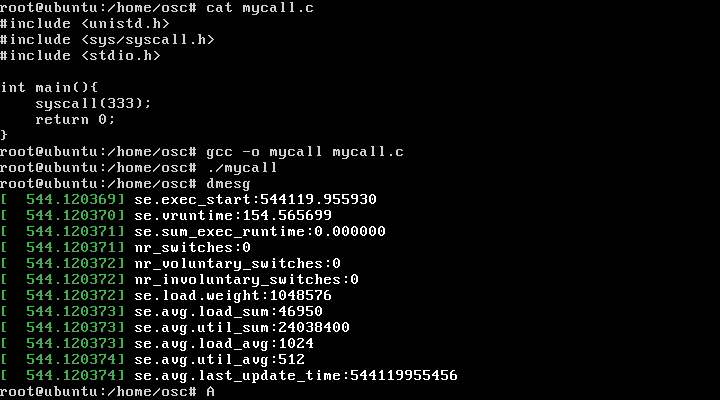 root@ubuntu:/home/osc# cat mycall.c
#include <unistd.h>
#include <sys/syscall.h>
#include <stdio.h>
int main(){
    syscall(333);
    return 0;
}
root@ubuntu:/home/osc# gcc -o mycall mycall.c
root@ubuntu:/home/osc# ./mycall
root@ubuntu:/home/osc# dmesg
[  544.120369] se.exec_start:544119.955930
[  544.120370] se.vruntime:154.565699
[  544.120371] se.sum_exec_runtime:0.000000
[  544.120371] nr_switches:0
[  544.120372] nr_voluntary_switches:0
[  544.120372] nr_involuntary_switches:0
[  544.120372] se.load.weight:1048576
[  544.120373] se.avg.load_sum:46950
[  544.120373] se.avg.util_sum:24038400
[  544.120373] se.avg.load_avg:1024
[  544.120374] se.avg.util_avg:512
[  544.120374] se.avg.last_update_time:544119955456
root@ubuntu:/home/osc# A